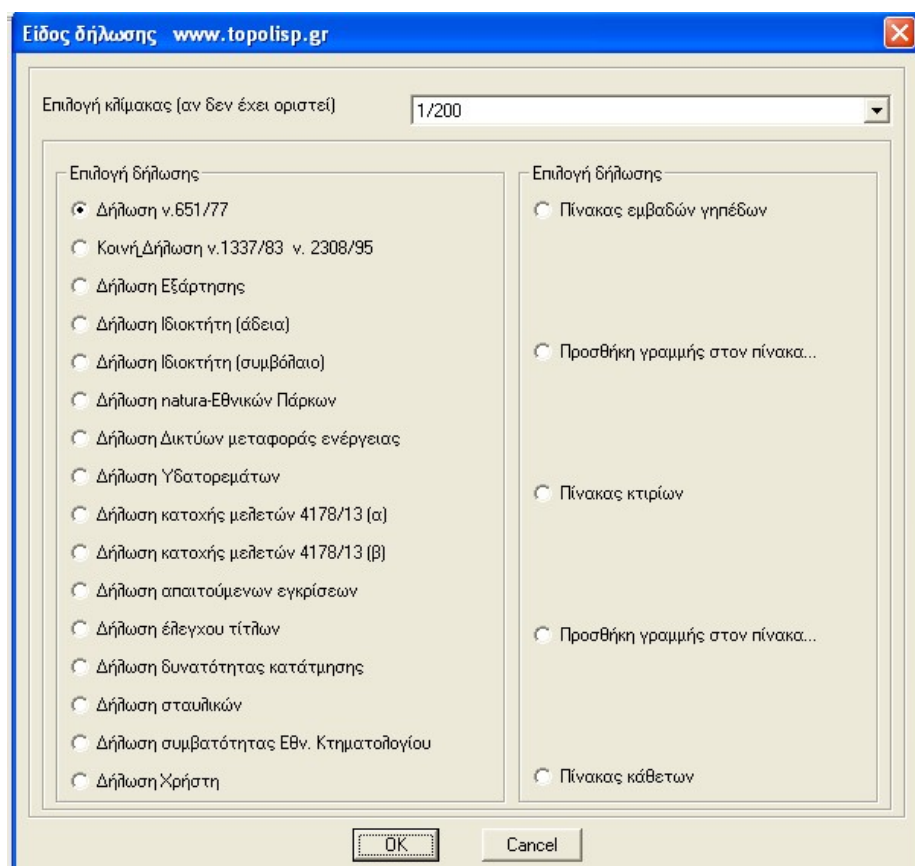 Είδος δήλωσης www.topolisp.gr
Επιλογή κλίμακας (αν δεν έχει οριστεί)
1/200
Επιλογή δήλωσης
Δήλωση ν.651/77
Κοινή Δήλωση ν.1337/83 ν. 2308/95
Δήλωση Εξάρτησης
Δήλωση Ιδιοκτήτη (άδεια)
Δήλωση Ιδιοκτήτη (συμβόλαιο)
Δήλωση natura-Εθνικών Πάρκων
Δήλωση Δικτύων μεταφοράς ενέργειας
Δήλωση Υδατορεμάτων
Δήλωση κατοχής μελετών 4178/13 (α)
Δήλωση κατοχής μελετών 4178/13 (β)
Δήλωση απαιτούμενων εγκρίσεων
Δήλωση έλεγχου τίτλων
Δήλωση δυνατότητας κατάτμησης
Δήλωση σταυλικών
Δήλωση συμβατότητας Εθν. Κτηματολογίου
Δήλωση Χρήστη
Επιλογή δήλωσης
Πίνακας εμβαδών γηπέδων
Προσθήκη γραμμής στον πίνακα...
Πίνακας κτιρίων
Προσθήκη γραμμής στον πίνακα...
Πίνακας κάθετων
OK
Cancel